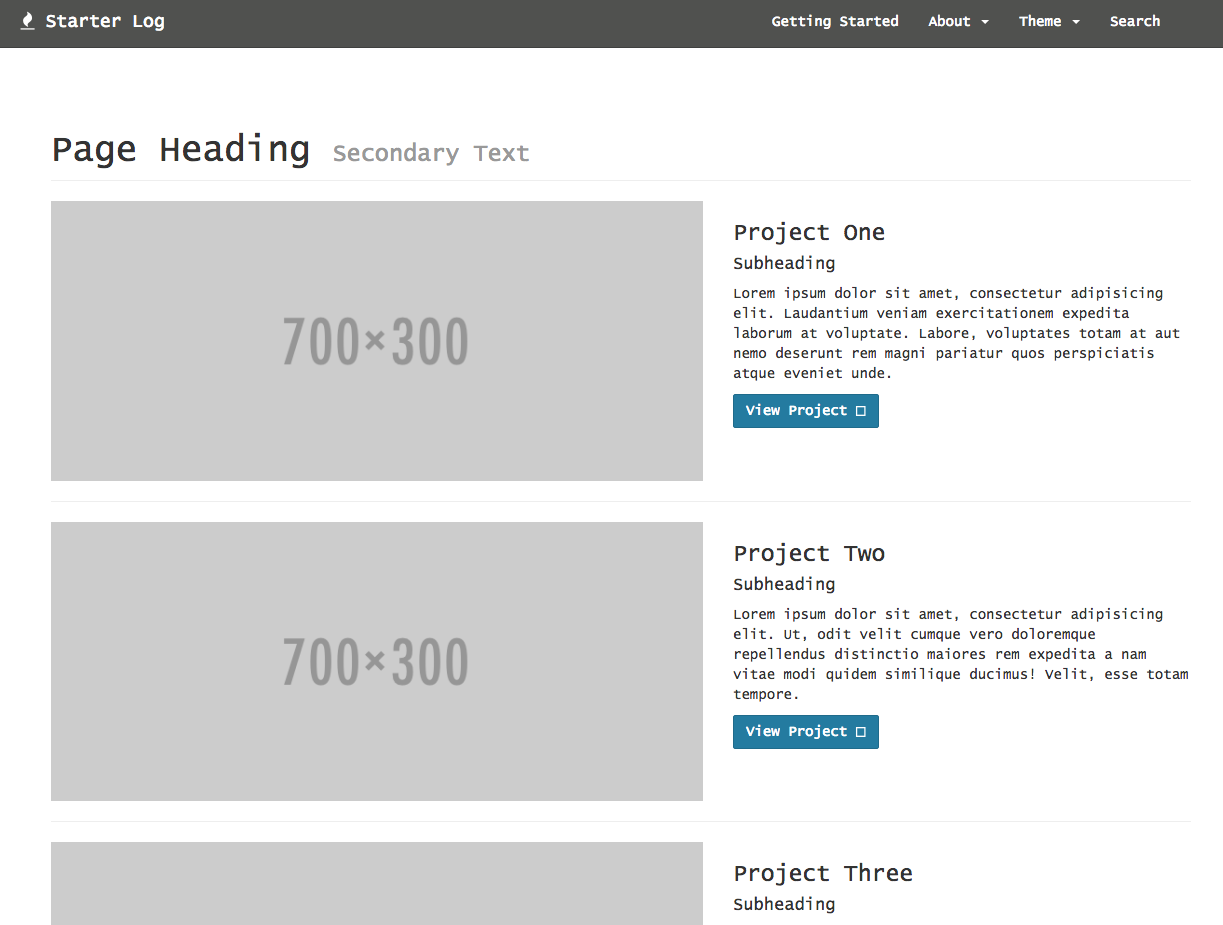 Starter Log
Getting Started About Theme Search
Page Heading Secondary Text
700×300
Project One
Subheading
Lorem ipsum dolor sit amet, consectetur adipisicing
elit. Laudantium veniam exercitationem expedita
laborum at voluptate. Labore, voluptates totam at aut
nemo deserunt rem magni pariatur quos perspiciatis
atque eveniet unde.
View Project
700×300
Project Two
Subheading
Lorem ipsum dolor sit amet, consectetur adipisicing
elit. Ut, odit velit cumque vero doloremque
repellendus distinctio maiores rem expedita a nam
vitae modi quidem similique ducimus! Velit, esse totam
tempore.
View Project
Project Three
Subheading